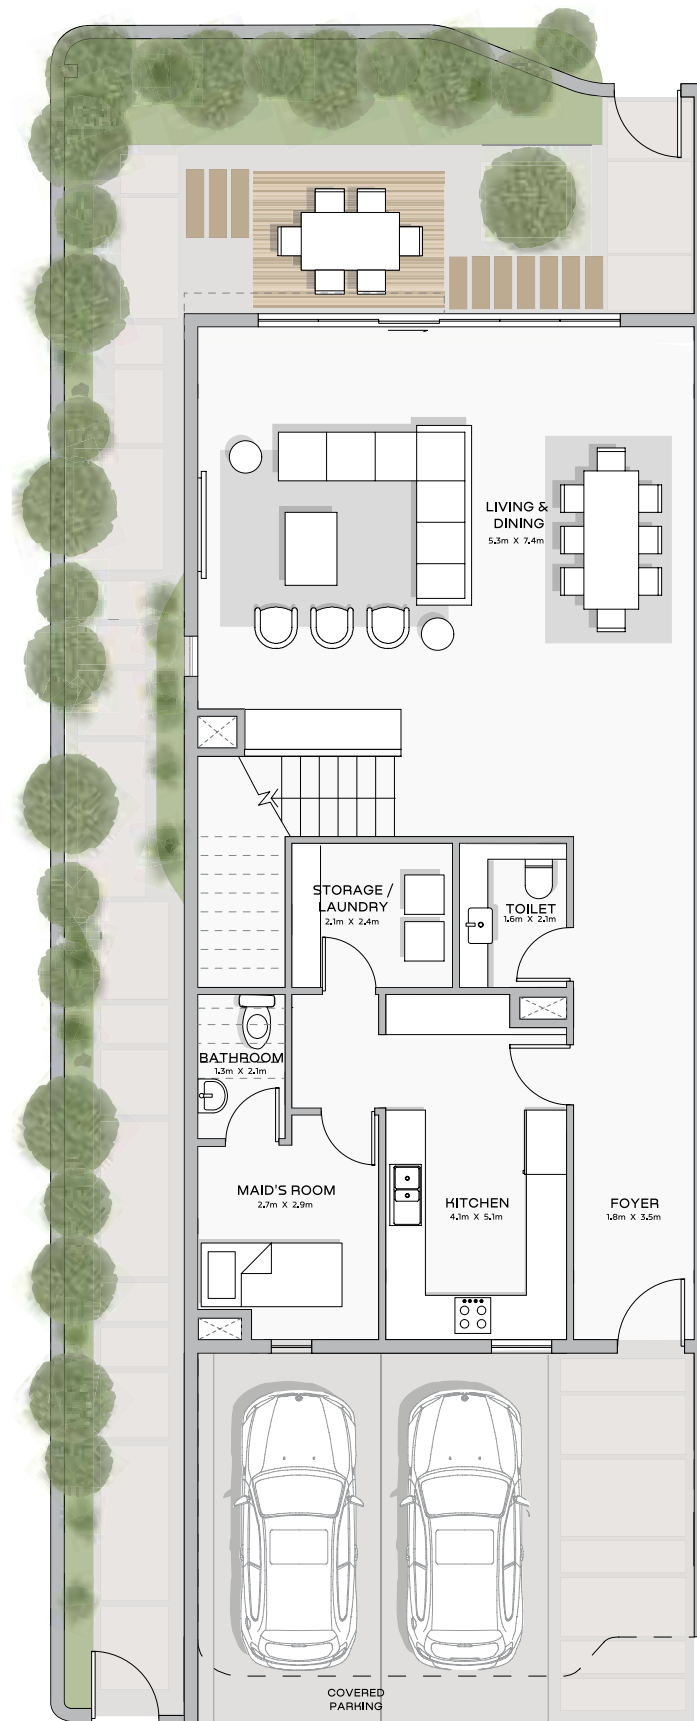 LIVING &
DINING
5.3m X 7.4m
STORAGE /
LAUNDRY
2.1m X 2.4m
TOILET
1.6m X 2.1m
BATHROOM
1.3m X 2.1m
MAID'S ROOM
2.7m X 2.9m
KITCHEN
4.1m X 5.1m
FOYER
1.8m X 3.5m
COVERED
PARKING